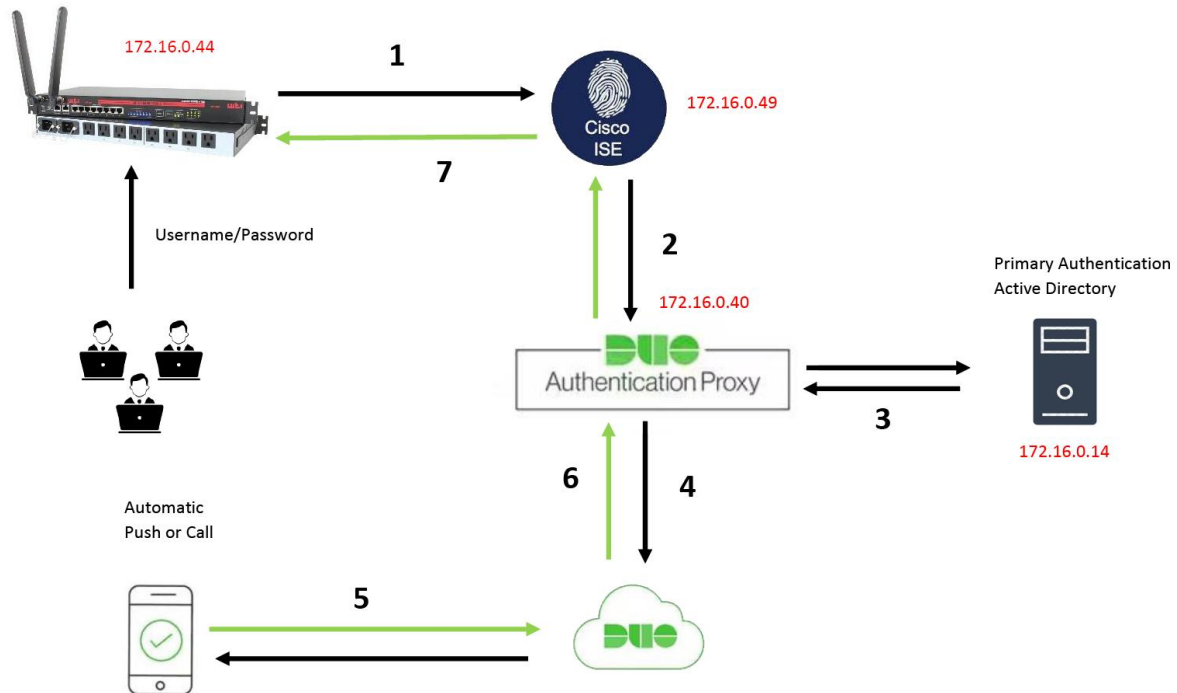 172.16.0.44
1
Cisco
ISE
172.16.0.49
7
Username/Password
2
172.16.0.40
Primary Authentication
Active Directory
DUO
Authentication Proxy
3
172.16.0.14
6
4
Automatic
Push or Call
5
DUO